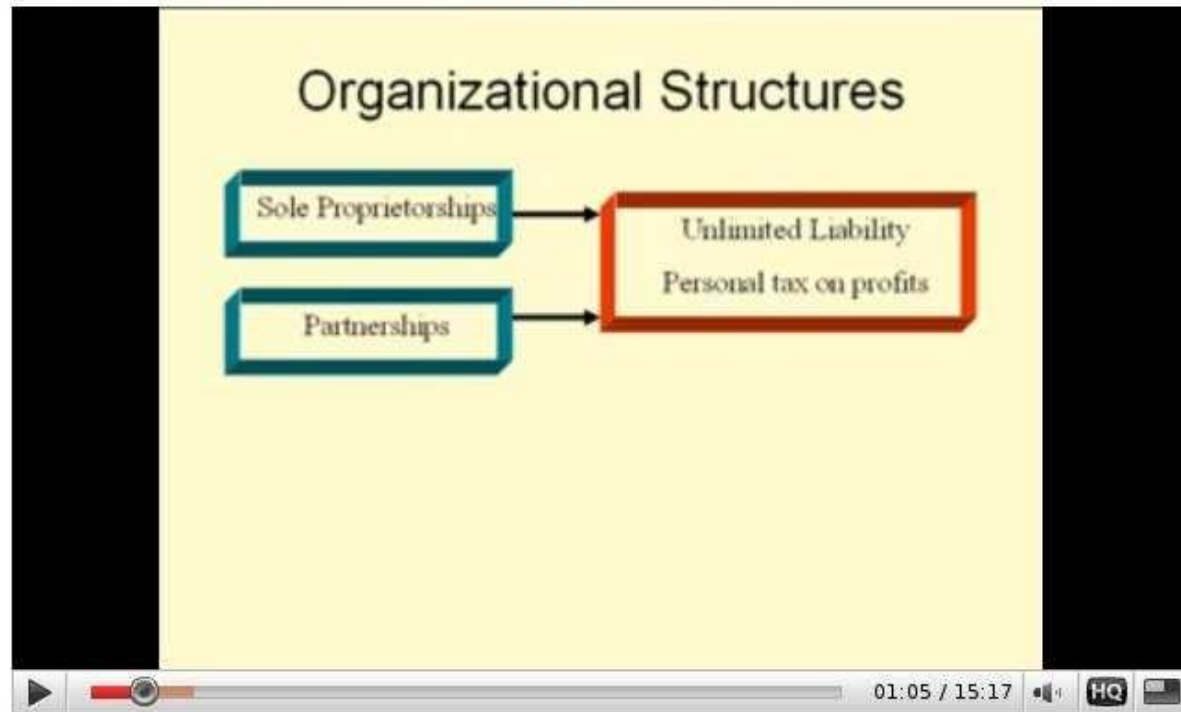 Organizational Structures
Sole Proprietorships
Unlimited Liability
Personal tax on profits
Partnerships
01:05 / 15:17
HQ